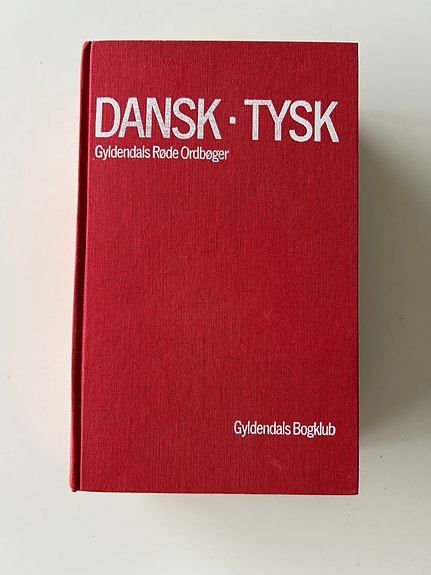 DANSK · TYSK
Gyldendals Røde Ordbøger
Gyldendals Bogklub